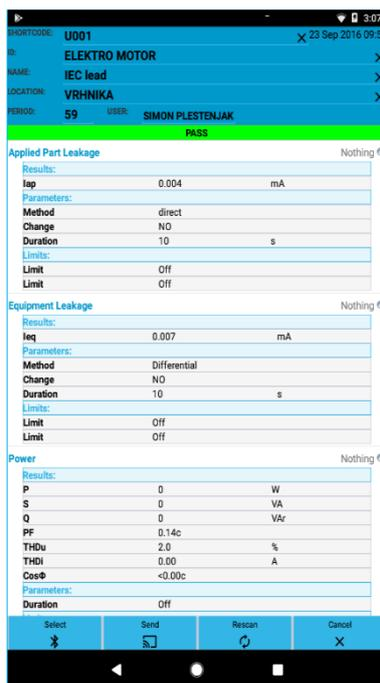 3:07
SHORTCODE: U001 23 Sep 2016 09:5
ID: ELEKTRO MOTOR
NAME: IEC lead
LOCATION: VRHNIKA
PERIOD: 59 USER: SIMON PLESTENJAK
PASS
Applied Part Leakage Nothing
Results:
Iap 0.004 mA
Parameters:
Method direct
Change NO
Duration 10 s
Limits:
Limit Off
Limit Off
Equipment Leakage Nothing
Results:
Ieq 0.007 mA
Parameters:
Method Differential
Change NO
Duration 10 s
Limits:
Limit Off
Limit Off
Power Nothing
Results:
P 0 W
S 0 VA
Q 0 VAr
PF 0.14c
THDu 2.0 %
THDi 0.00 A
CosΦ <0.00c
Parameters:
Duration Off
Select Send Rescan Cancel